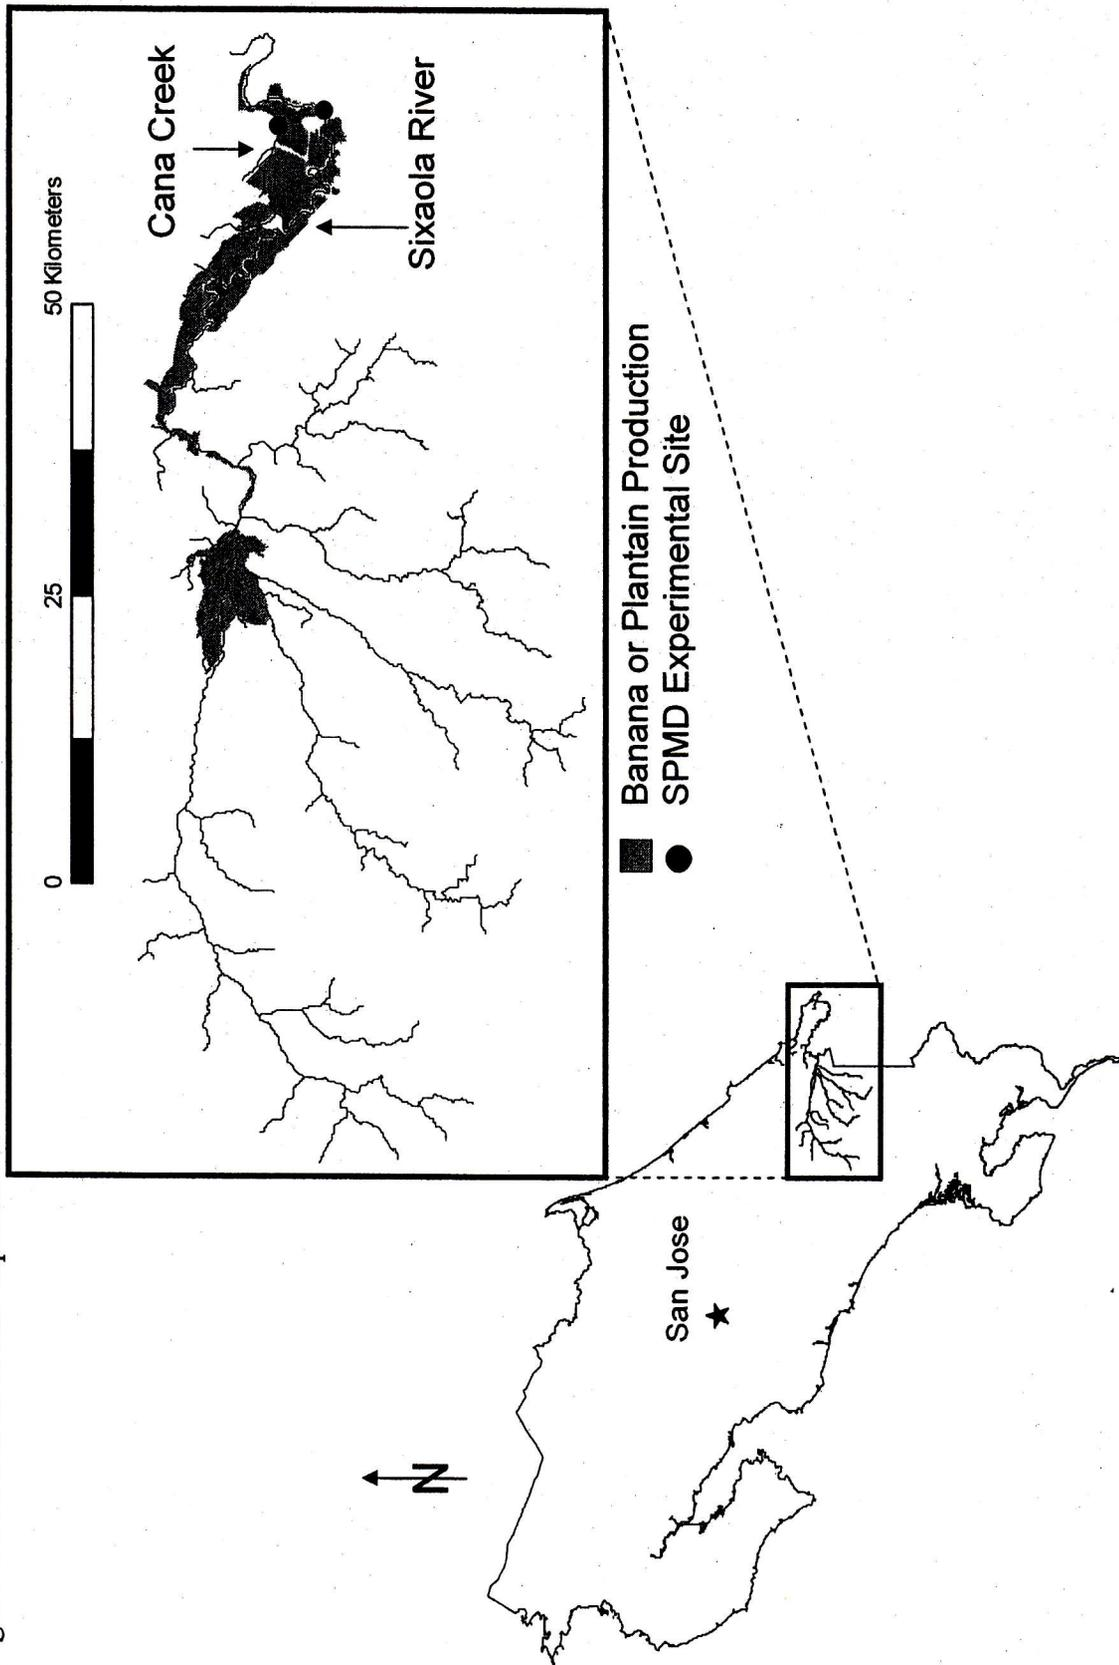 0
25
50 Kilometers
Cana Creek
Sixaola River
Banana or Plantain Production
SPMD Experimental Site
San Jose
N